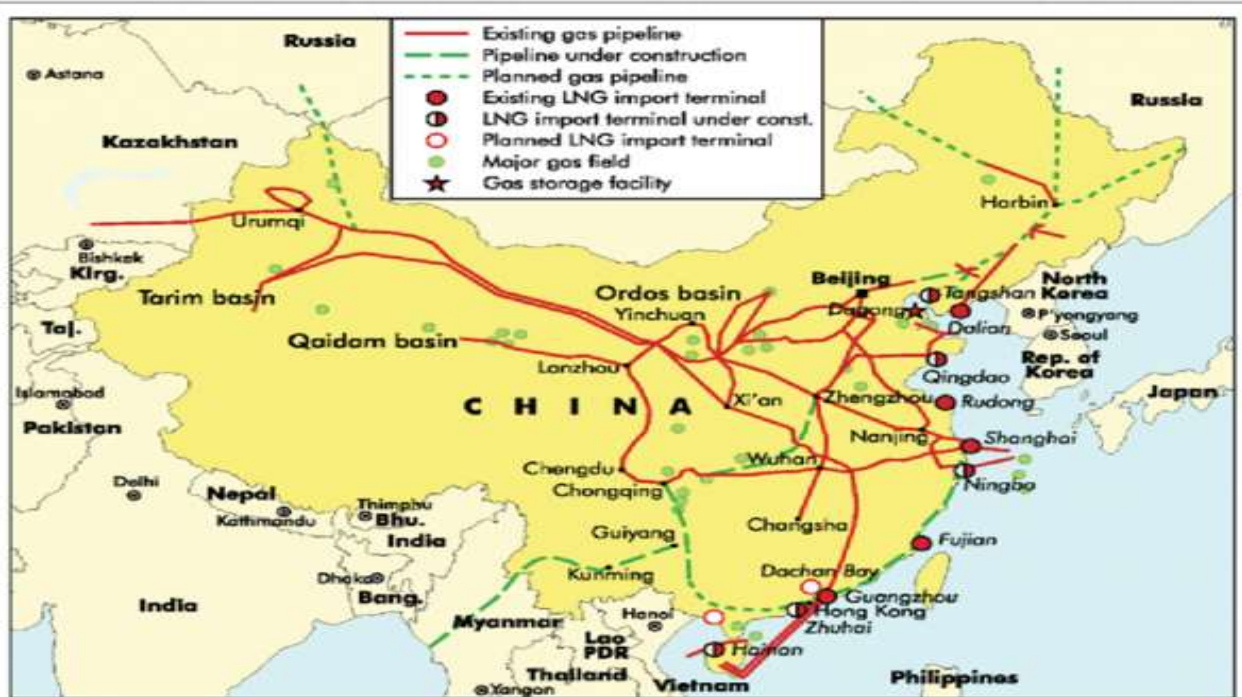 Existing gas pipeline
Pipeline under construction
Planned gas pipeline
Existing LNG import terminal
LNG import terminal under const.
Planned LNG import terminal
Major gas field
Gas storage facility
Russia
Astana
Russia
Kazakhstan
Harbin
Urumqi
Bishkek
Kirg.
Beijing
North
Korea
Tangshan
Tarim basin
Ordos basin
Yinchuan
Dagang
P'yongyang
Taj.
Dalian
Seoul
Qaidam basin
Lanzhou
Rep. of
Korea
Qingdao
Islamabad
Japan
CHINA
Xi'an
Zhengzhou
Rudong
Pakistan
Nanjing
Shanghai
Chengdu
Wuhan
Delhi
Nepal
Chongqing
Ningbo
Thimphu
Kathmandu
Bhu.
Changsha
India
Guiyang
Fujian
Dhaka
Kunming
Dachan Bay
Bang.
Guangzhou
India
Hanoi
Hong Kong
Myanmar
Zhuhai
Lao
PDR
Hainan
Thailand
Vietnam
Philippines
Yangon